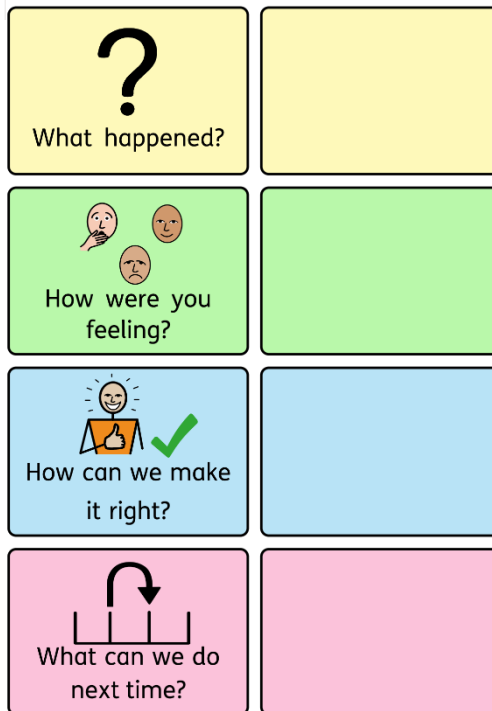 ?
What happened?
How were you
feeling?
How can we make
it right?
What can we do
next time?